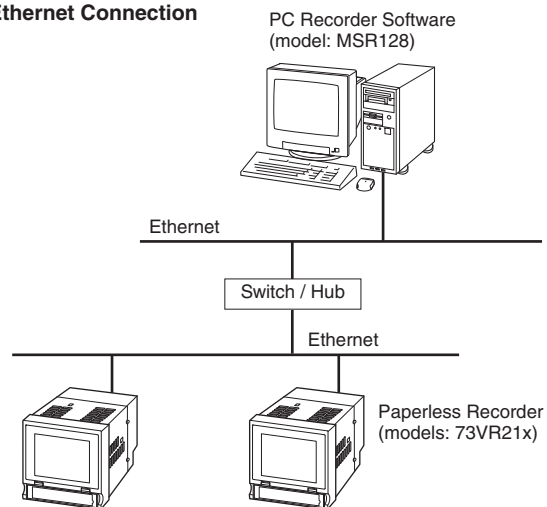 Ethernet Connection
PC Recorder Software
(model: MSR128)
Ethernet
Switch / Hub
Ethernet
Paperless Recorder
(models: 73VR21x)